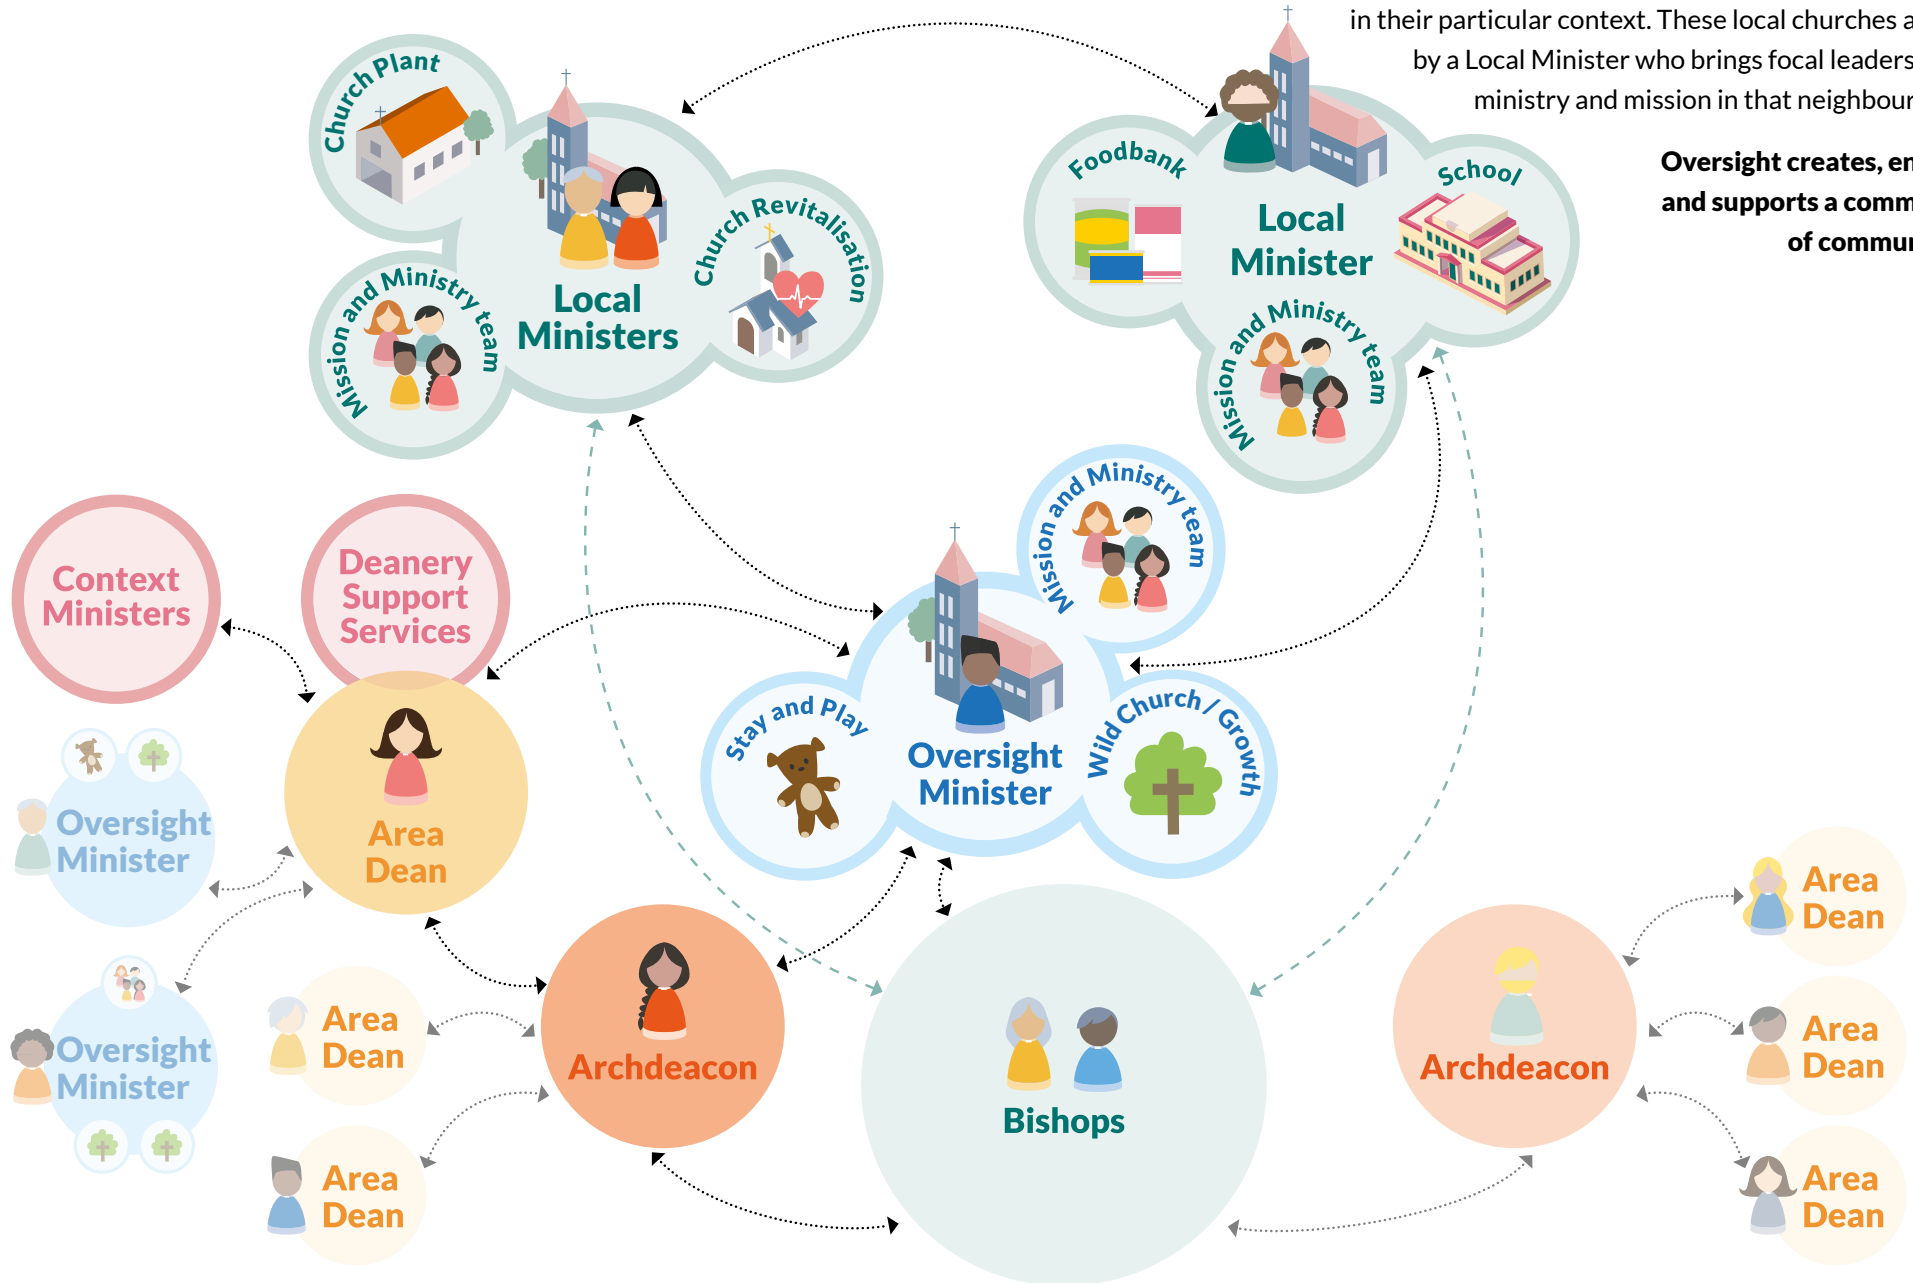 in their particular context. These local churches a
by a Local Minister who brings focal leaders
ministry and mission in that neighbour
Oversight creates, en
and supports a comm
of commun
Church Plant
Mission and Ministry team
Church Revitalisation
Local
Ministers
Foodbank
School
Local
Minister
Mission and Ministry team
Context
Ministers
Deanery
Support
Services
Mission and Ministry team
Stay and Play
Wild Church / Growth
Oversight
Minister
Oversight
Minister
Area
Dean
Oversight
Minister
Area
Dean
Area
Dean
Archdeacon
Bishops
Archdeacon
Area
Dean
Area
Dean
Area
Dean